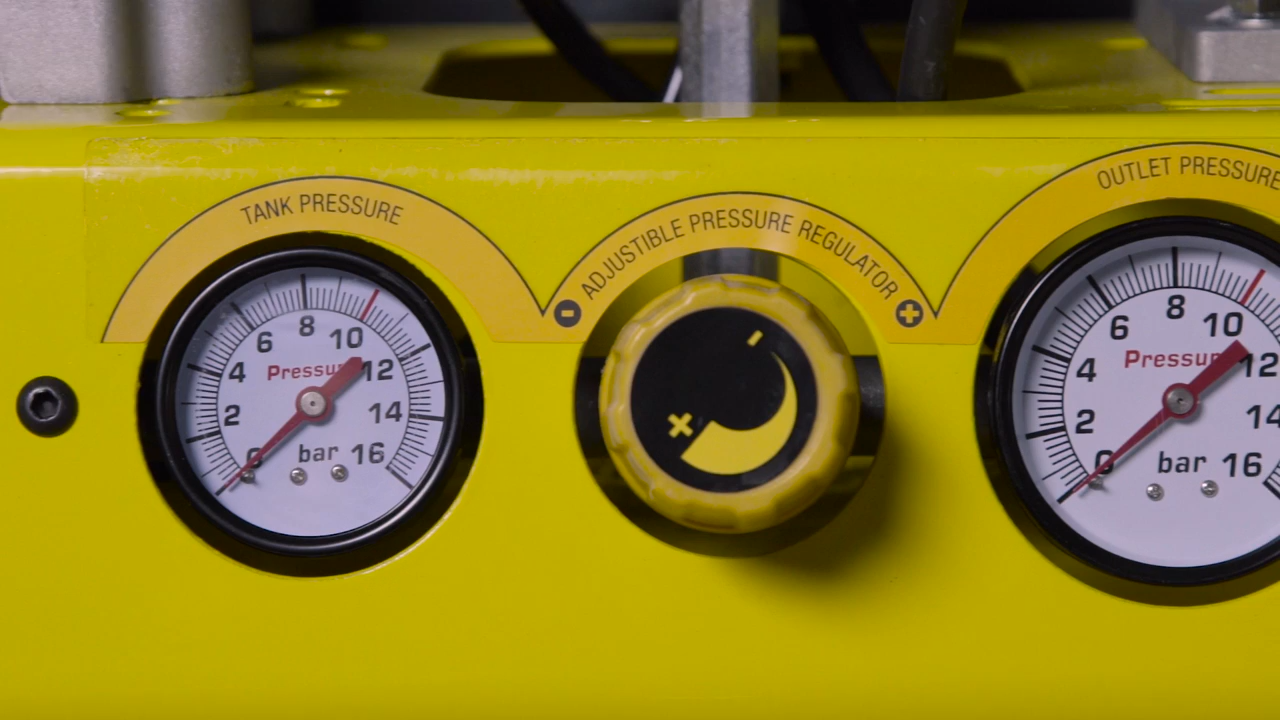 TANK PRESSURE
ADJUSTIBLE PRESSURE REGULATOR
OUTLET PRESSURE
0 2 4 6 8 10 12 14 16
Pressure
bar
0 2 4 6 8 10 12 14 16
Pressure
bar